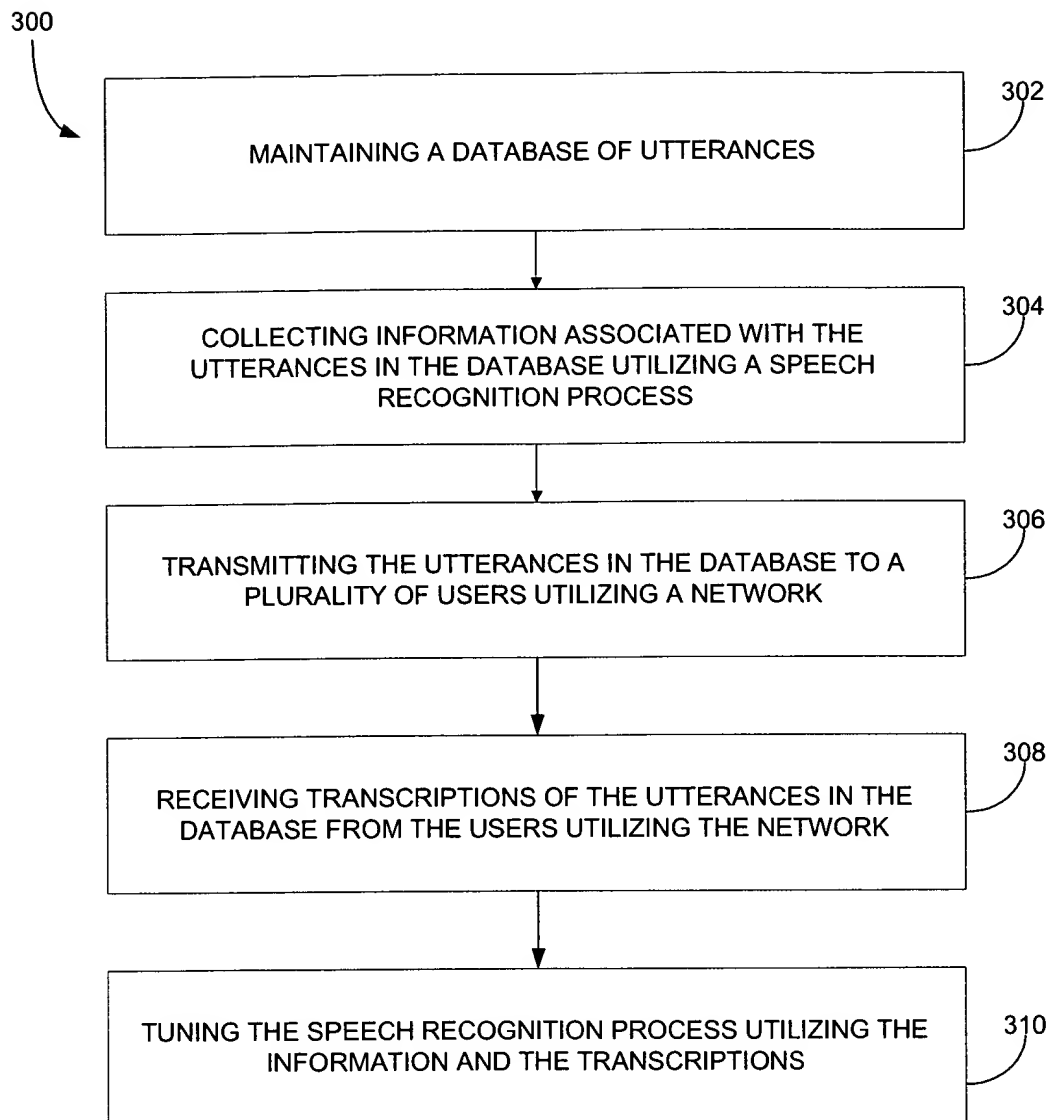 300
302
MAINTAINING A DATABASE OF UTTERANCES
304
COLLECTING INFORMATION ASSOCIATED WITH THE
UTTERANCES IN THE DATABASE UTILIZING A SPEECH
RECOGNITION PROCESS
306
TRANSMITTING THE UTTERANCES IN THE DATABASE TO A
PLURALITY OF USERS UTILIZING A NETWORK
308
RECEIVING TRANSCRIPTIONS OF THE UTTERANCES IN THE
DATABASE FROM THE USERS UTILIZING THE NETWORK
310
TUNING THE SPEECH RECOGNITION PROCESS UTILIZING THE
INFORMATION AND THE TRANSCRIPTIONS